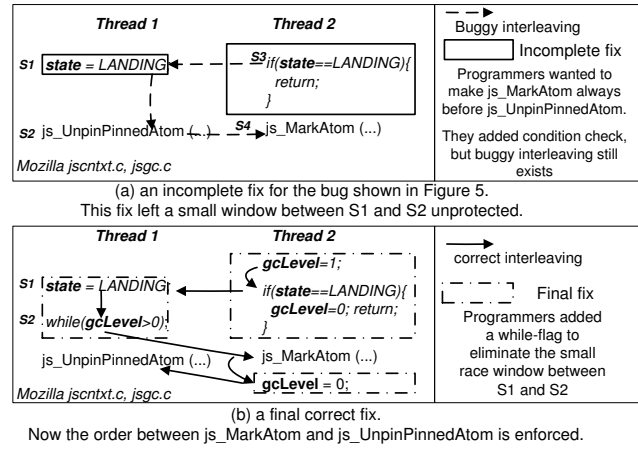 Thread 1 Thread 2
S1 state = LANDING
S3 if(state==LANDING){
return;
}
S2 js_UnpinPinnedAtom (...)
S4 js_MarkAtom (...)
Mozilla jscntxt.c, jsgc.c
Buggy interleaving
Incomplete fix
Programmers wanted to
make js_MarkAtom always
before js_UnpinPinnedAtom.
They added condition check,
but buggy interleaving still
exists
(a) an incomplete fix for the bug shown in Figure 5.
This fix left a small window between S1 and S2 unprotected.
Thread 1 Thread 2
gcLevel=1;
S1 state = LANDING;
if(state==LANDING){
gcLevel=0; return;
}
S2 while(gcLevel>0);
js_UnpinPinnedAtom (...)
js_MarkAtom (...)
gcLevel = 0;
Mozilla jscntxt.c, jsgc.c
correct interleaving
Final fix
Programmers added
a while-flag to
eliminate the small
race window between
S1 and S2
(b) a final correct fix.
Now the order between js_MarkAtom and js_UnpinPinnedAtom is enforced.